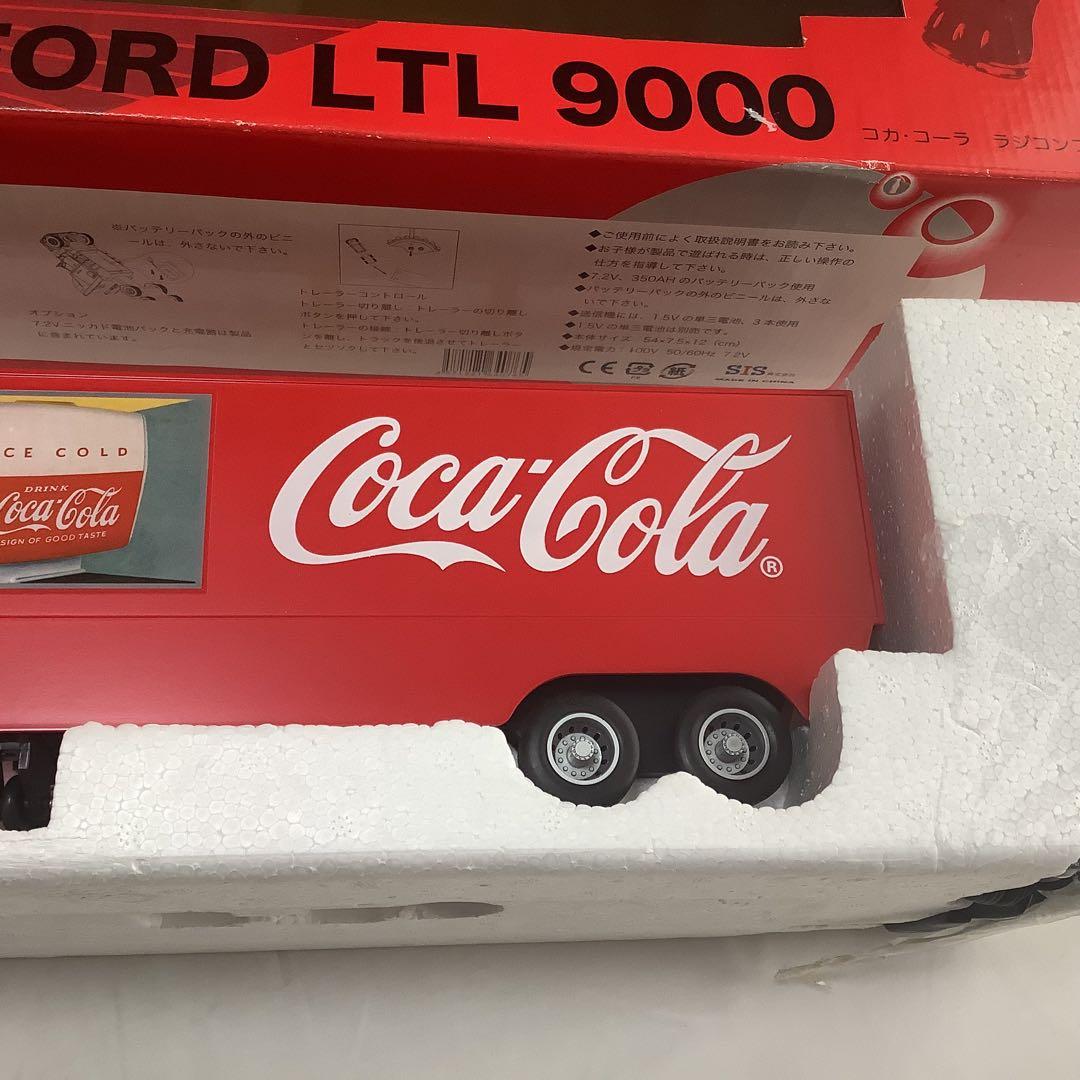 FORD LTL 9000
コカ・コーラ ラジコン
※バッテリーパックの外のビニ
ールは、外さないで下さい。
オプション
7.2Vニッカド電池パックと充電器は製品
に含まれています。
トレーラーコントロール
トレーラー切り離し：トレーラーの切り離し
ボタンを押して下さい。
トレーラーの接続：トレーラー切り離しボタ
ンを離し、トラックを後退させてトレーラー
とセツゾクして下さい。
◆ご使用前によく取扱説明書をお読み下さい。
◆お子様が製品で遊ばれる時は、正しい操作の
仕方を指導して下さい。
◆7.2V、350AHのバッテリーパック使用
◆バッテリーパックの外のビニールは、外さな
いで下さい。
◆送信機には、1.5Vの単三電池、3本使用
◆1.5Vの単三電池は別売です。
◆本体サイズ 54×7.5×12 (cm)
◆規定電力：100V 50/60Hz 7.2V
CE 紙 SIS株式会社
MADE IN CHINA
CE COLD
DRINK
Coca-Cola
SIGN OF GOOD TASTE
Coca-Cola®